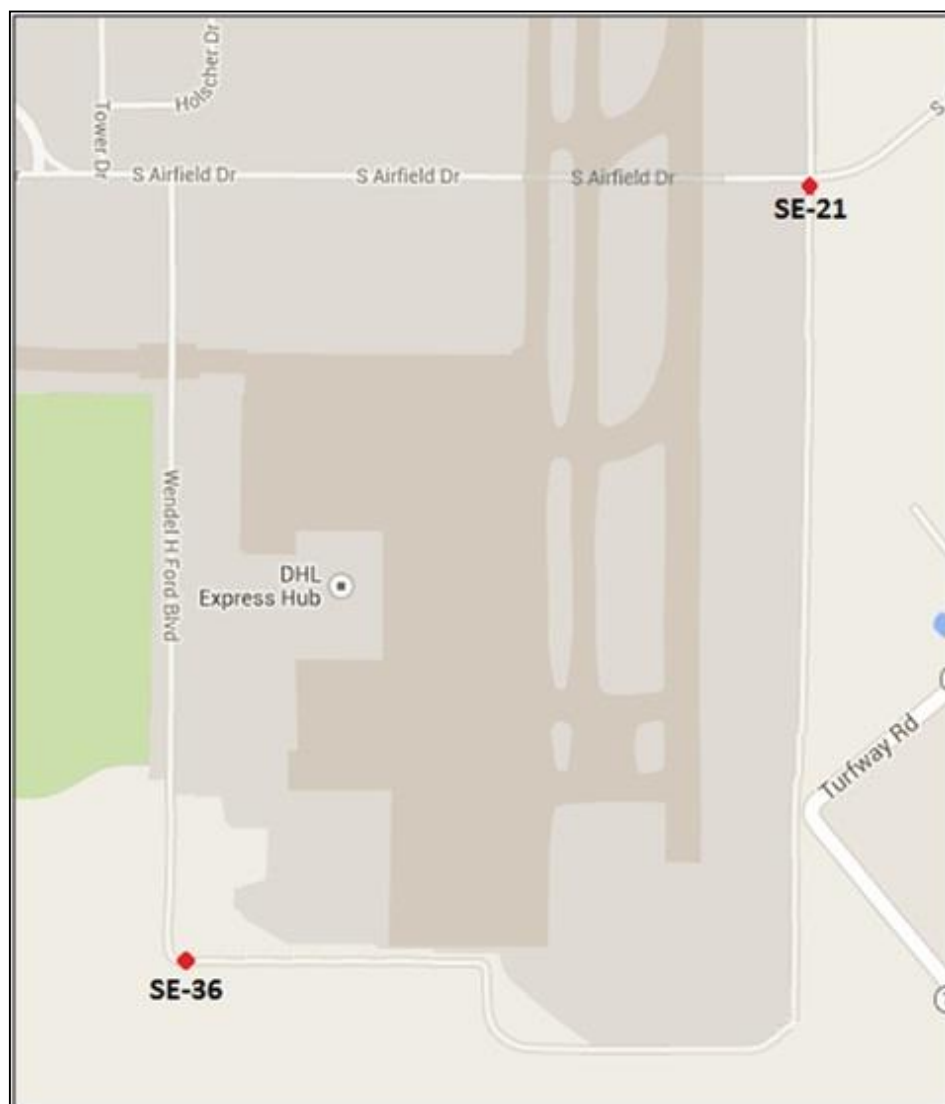 Holscher Dr
Tower Dr
S Airfield Dr
S Airfield Dr
S Airfield Dr
S
SE-21
Wendel H Ford Blvd
DHL
Express Hub
Turfway Rd
SE-36